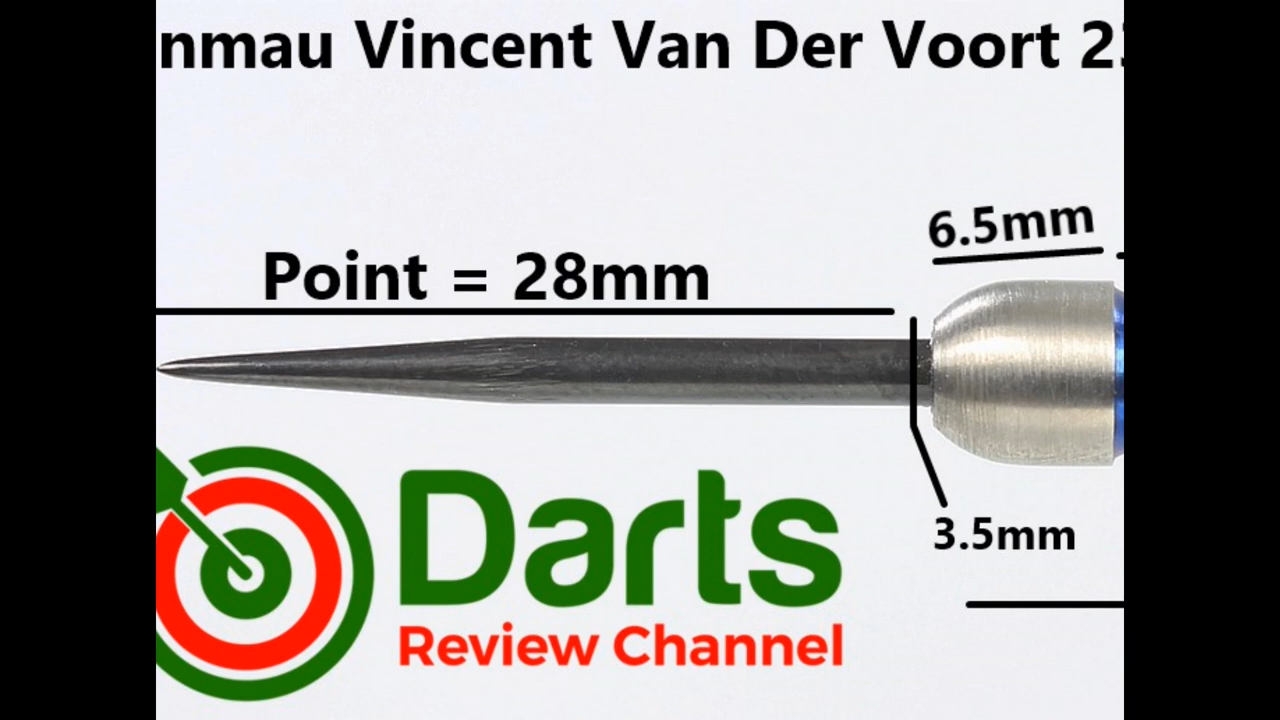 nmau Vincent Van Der Voort 2
6.5mm
Point = 28mm
3.5mm
Darts
Review Channel